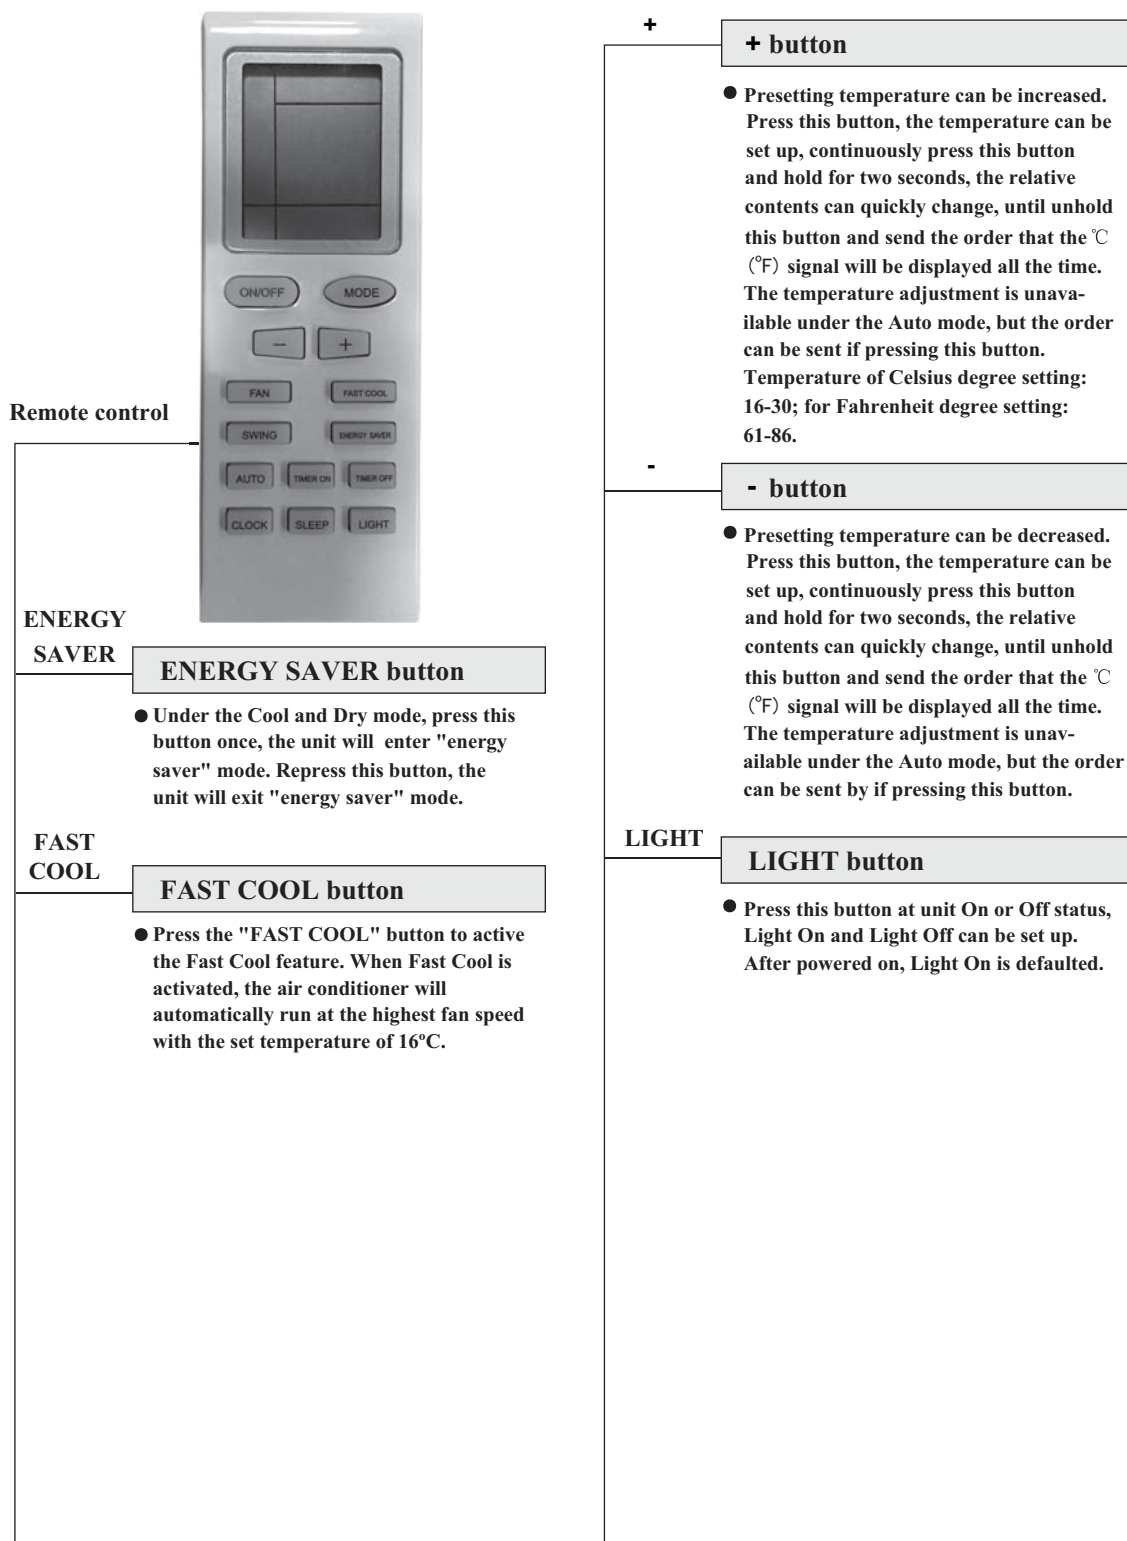 ON/OFF
MODE
-
+
FAN
FAST COOL
SWING
ENERGY SAVER
AUTO
TIMER ON
TIMER OFF
CLOCK
SLEEP
LIGHT
Remote control
ENERGY
SAVER
ENERGY SAVER button
● Under the Cool and Dry mode, press this
button once, the unit will enter "energy
saver" mode. Repress this button, the
unit will exit "energy saver" mode.
FAST
COOL
FAST COOL button
● Press the "FAST COOL" button to active
the Fast Cool feature. When Fast Cool is
activated, the air conditioner will
automatically run at the highest fan speed
with the set temperature of 16ºC.
+
+ button
● Presetting temperature can be increased.
Press this button, the temperature can be
set up, continuously press this button
and hold for two seconds, the relative
contents can quickly change, until unhold
this button and send the order that the ℃
(°F) signal will be displayed all the time.
The temperature adjustment is unava-
ilable under the Auto mode, but the order
can be sent if pressing this button.
Temperature of Celsius degree setting:
16-30; for Fahrenheit degree setting:
61-86.
-
- button
● Presetting temperature can be decreased.
Press this button, the temperature can be
set up, continuously press this button
and hold for two seconds, the relative
contents can quickly change, until unhold
this button and send the order that the ℃
(°F) signal will be displayed all the time.
The temperature adjustment is unav-
ailable under the Auto mode, but the order
can be sent by if pressing this button.
LIGHT
LIGHT button
● Press this button at unit On or Off status,
Light On and Light Off can be set up.
After powered on, Light On is defaulted.